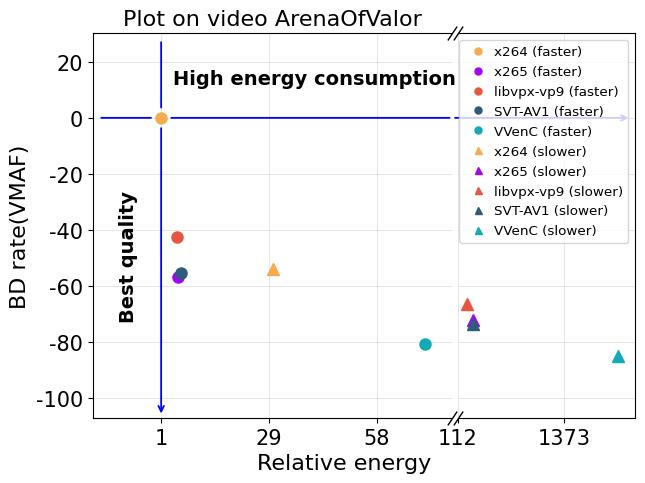 Plot on video ArenaOfValor
BD rate(VMAF)
20
0
-20
-40
-60
-80
-100
High energy consumption
Best quality
x264 (faster)
x265 (faster)
libvpx-vp9 (faster)
SVT-AV1 (faster)
VVenC (faster)
x264 (slower)
x265 (slower)
libvpx-vp9 (slower)
SVT-AV1 (slower)
VVenC (slower)
1 29 58 112 1373
Relative energy